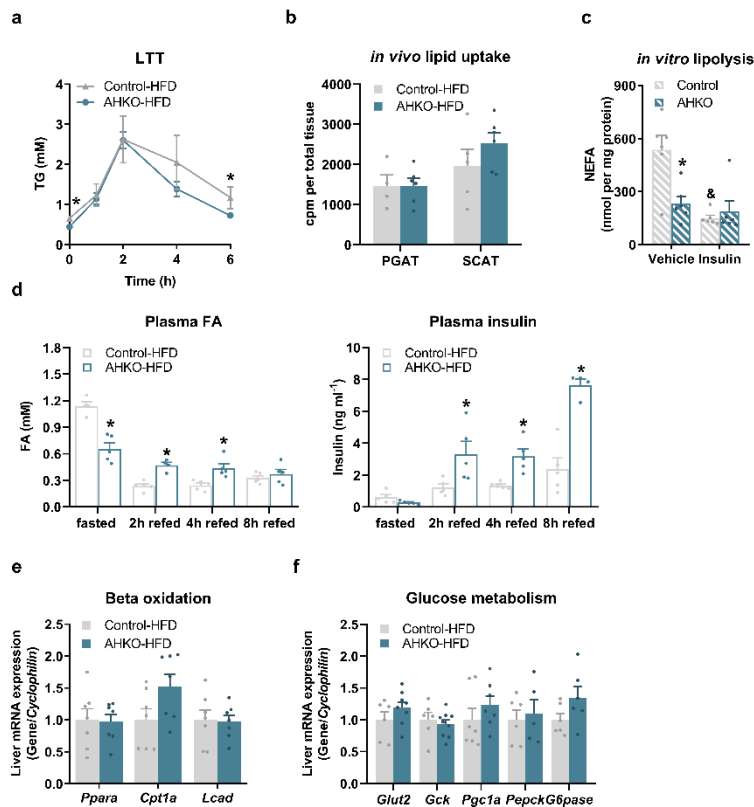 a
LTT
Control-HFD
AHKO-HFD
TG (mM)
4
3
2
1
0
*
*
0 2 4 6
Time (h)
b
in vivo lipid uptake
Control-HFD
AHKO-HFD
cpm per total tissue
4000
3000
2000
1000
0
PGAT SCAT
c
in vitro lipolysis
Control
AHKO
NEFA
(nmol per mg protein)
900
600
300
0
*
&
Vehicle Insulin
d
Plasma FA
Control-HFD
AHKO-HFD
FA (mM)
1.5
1.2
0.9
0.6
0.3
0.0
*
*
*
fasted 2h refed 4h refed 8h refed
Plasma insulin
Control-HFD
AHKO-HFD
Insulin (ng ml-1)
10
8
6
4
2
0
*
*
*
fasted 2h refed 4h refed 8h refed
e
Beta oxidation
Control-HFD
AHKO-HFD
Liver mRNA expression
(Gene/Cyclophilin)
2.5
2.0
1.5
1.0
0.5
0.0
Ppara Cpt1a Lcad
f
Glucose metabolism
Control-HFD
AHKO-HFD
Liver mRNA expression
(Gene/Cyclophilin)
2.5
2.0
1.5
1.0
0.5
0.0
Glut2 Gck Pgc1a Pepck G6pase